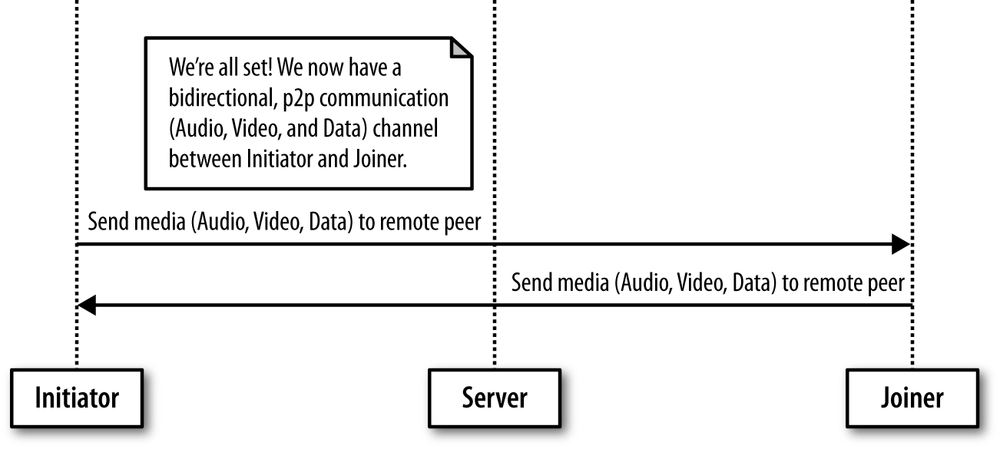 We're all set! We now have a
bidirectional, p2p communication
(Audio, Video, and Data) channel
between Initiator and Joiner.
Send media (Audio, Video, Data) to remote peer
Send media (Audio, Video, Data) to remote peer
Initiator
Server
Joiner